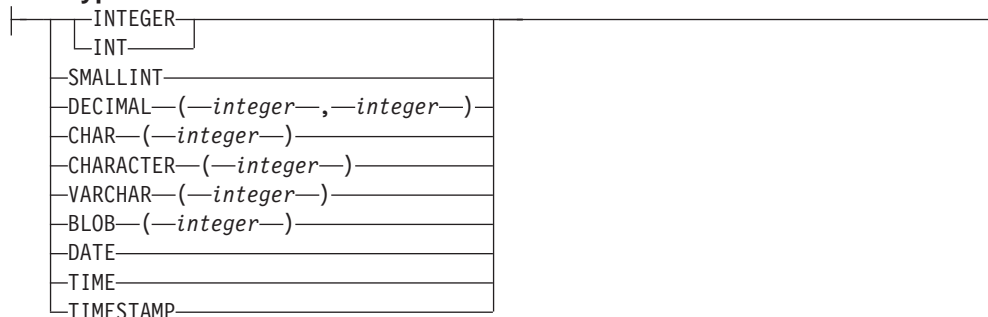 INTEGER
INT
SMALLINT
DECIMAL ( integer , integer )
CHAR ( integer )
CHARACTER ( integer )
VARCHAR ( integer )
BLOB ( integer )
DATE
TIME
TIMESTAMP